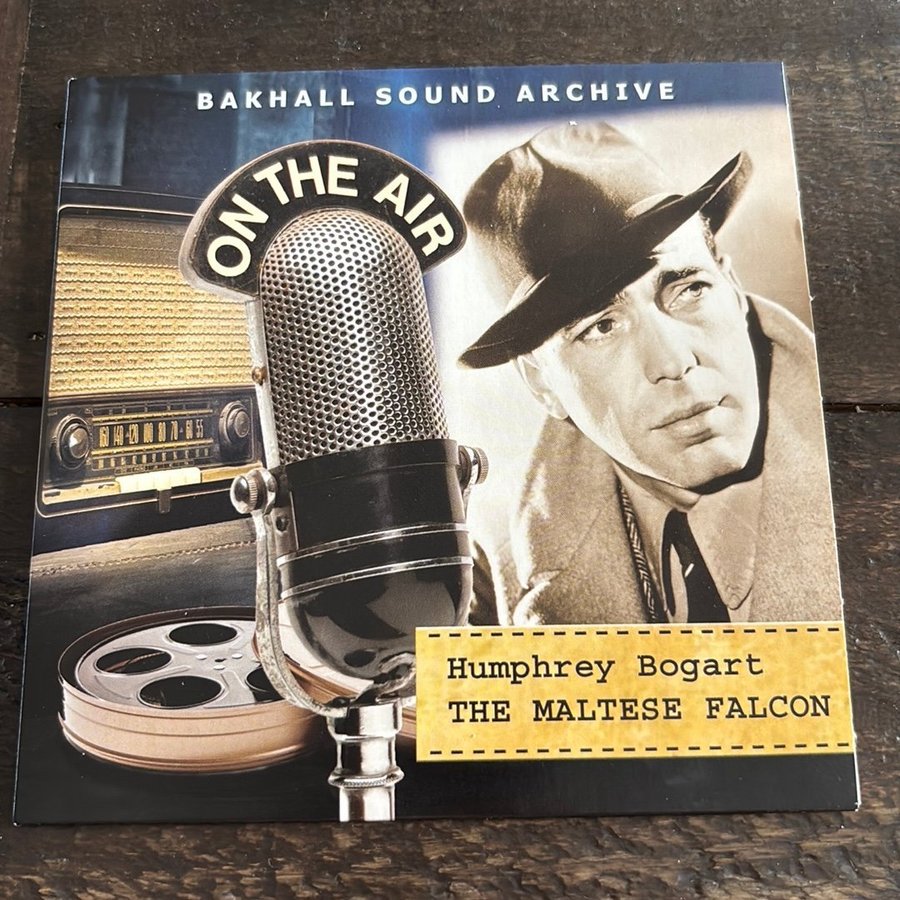 BAKHALL SOUND ARCHIVE
ON THE AIR
Humphrey Bogart
THE MALTESE FALCON